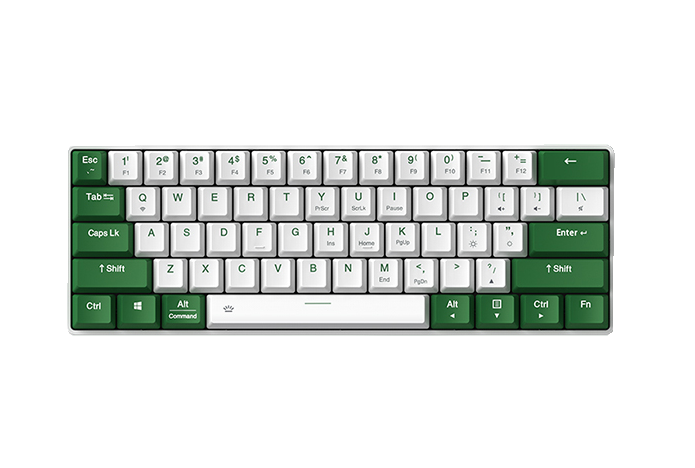 Esc 1! 2@ 3# 4$ 5% 6^ 7& 8* 9( 0) -_ += ←
`~ F1 F2 F3 F4 F5 F6 F7 F8 F9 F10 F11 F12
Tab Q W E R T Y U I O P [{ ]} |\
PrScr ScrLk Pause
Caps Lk A S D F G H J K L :; ", Enter ↵
Ins Home PgUp
↑ Shift Z X C V B N M <, > ?/ ↑ Shift
End PgDn ▲
Ctrl Alt Alt Ctrl Fn
Command ◄ ▼ ►